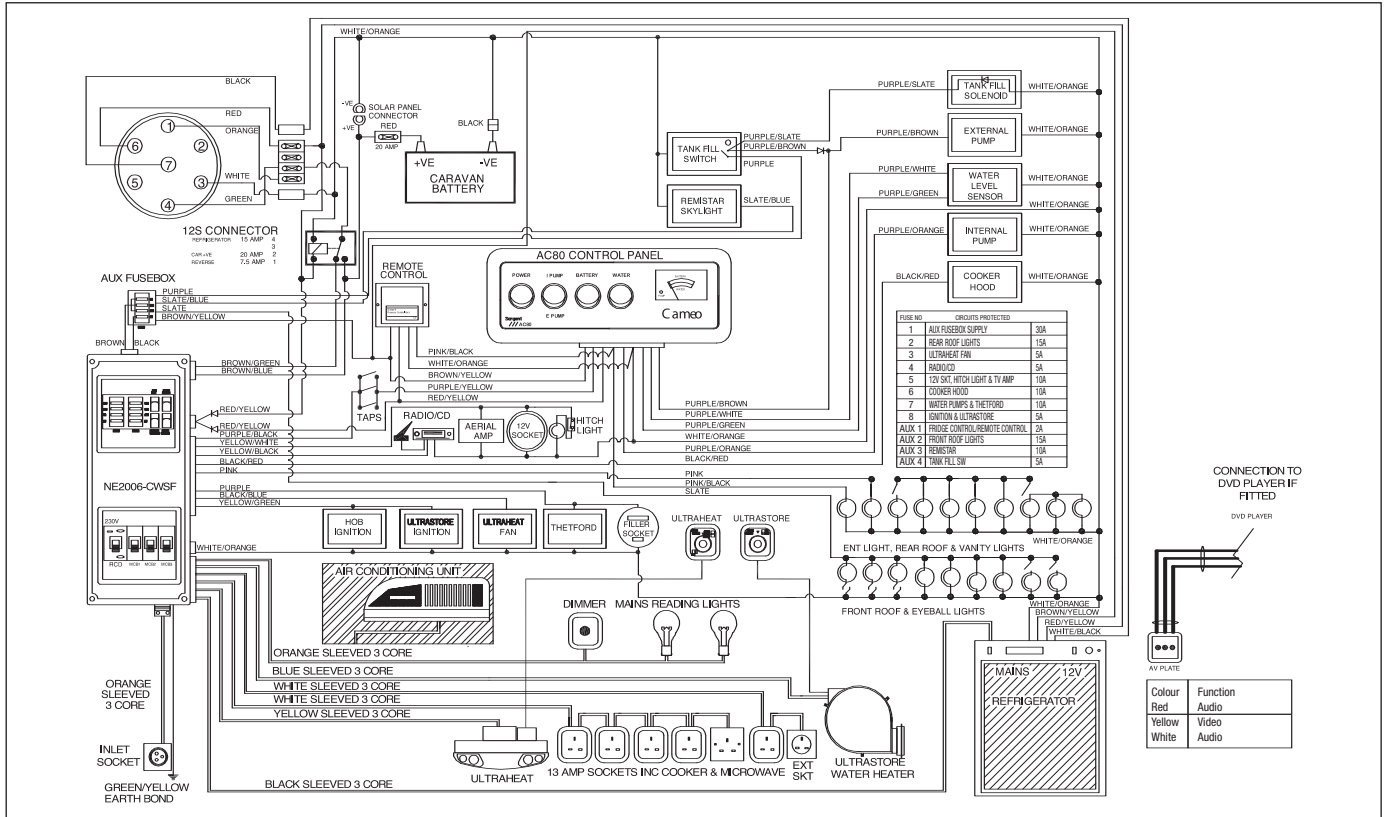 WHITE/ORANGE
BLACK
RED
ORANGE
WHITE
GREEN
1
2
3
4
5
6
7
12S CONNECTOR
REFRIGERATOR 15 AMP 4
3
CAR +VE 20 AMP 2
REVERSE 7.5 AMP 1
-VE
SOLAR PANEL
CONNECTOR
+VE
RED
20 AMP
BLACK
+VE -VE
CARAVAN
BATTERY
TANK FILL
SWITCH
PURPLE/SLATE
PURPLE/BROWN
PURPLE
REMISTAR
SKYLIGHT
SLATE/BLUE
PURPLE/SLATE
TANK FILL
SOLENOID
WHITE/ORANGE
PURPLE/BROWN
EXTERNAL
PUMP
WHITE/ORANGE
PURPLE/WHITE
PURPLE/GREEN
WATER
LEVEL
SENSOR
WHITE/ORANGE
PURPLE/ORANGE
INTERNAL
PUMP
WHITE/ORANGE
BLACK/RED
COOKER
HOOD
WHITE/ORANGE
AUX FUSEBOX
PURPLE
SLATE/BLUE
SLATE
BROWN/YELLOW
BROWN BLACK
REMOTE
CONTROL
AC80 CONTROL PANEL
POWER I PUMP BATTERY WATER
E PUMP
Sargent
AC80
Cameo
BROWN/GREEN
BROWN/BLUE
RED/YELLOW
RED/YELLOW
PURPLE/BLACK
YELLOW/WHITE
YELLOW/BLACK
BLACK/RED
PINK
PURPLE
BLACK/BLUE
YELLOW/GREEN
WHITE/ORANGE
NE2006-CWSF
230V
RCD MCB1 MCB2 MCB3
PINK/BLACK
WHITE/ORANGE
BROWN/YELLOW
PURPLE/YELLOW
RED/YELLOW
TAPS
RADIO/CD
AERIAL
AMP
12V
SOCKET
HITCH
LIGHT
PURPLE/BROWN
PURPLE/WHITE
PURPLE/GREEN
WHITE/ORANGE
PURPLE/ORANGE
BLACK/RED
PINK
PINK/BLACK
SLATE
FUSE NO CIRCUITS PROTECTED
1 AUX FUSEBOX SUPPLY 30A
2 REAR ROOF LIGHTS 15A
3 ULTRAHEAT FAN 5A
4 RADIO/CD 5A
5 12V SKT, HITCH LIGHT & TV AMP 10A
6 COOKER HOOD 10A
7 WATER PUMPS & THETFORD 10A
8 IGNITION & ULTRASTORE 5A
AUX 1 FRIDGE CONTROL/REMOTE CONTROL 2A
AUX 2 FRONT ROOF LIGHTS 15A
AUX 3 REMISTAR 10A
AUX 4 TANK FILL SW 5A
HOB
IGNITION
ULTRASTORE
IGNITION
ULTRAHEAT
FAN
THETFORD
FILLER
SOCKET
ULTRAHEAT
ULTRASTORE
WHITE/ORANGE
ENT LIGHT, REAR ROOF & VANITY LIGHTS
FRONT ROOF & EYEBALL LIGHTS
WHITE/ORANGE
BROWN/YELLOW
RED/YELLOW
WHITE/BLACK
AIR CONDITIONING UNIT
DIMMER
MAINS READING LIGHTS
ORANGE SLEEVED 3 CORE
BLUE SLEEVED 3 CORE
WHITE SLEEVED 3 CORE
WHITE SLEEVED 3 CORE
YELLOW SLEEVED 3 CORE
BLACK SLEEVED 3 CORE
ORANGE
SLEEVED
3 CORE
INLET
SOCKET
GREEN/YELLOW
EARTH BOND
ULTRAHEAT
13 AMP SOCKETS INC COOKER & MICROWAVE
EXT
SKT
ULTRASTORE
WATER HEATER
MAINS 12V
REFRIGERATOR
CONNECTION TO
DVD PLAYER IF
FITTED
DVD PLAYER
AV PLATE
Colour Function
Red Audio
Yellow Video
White Audio